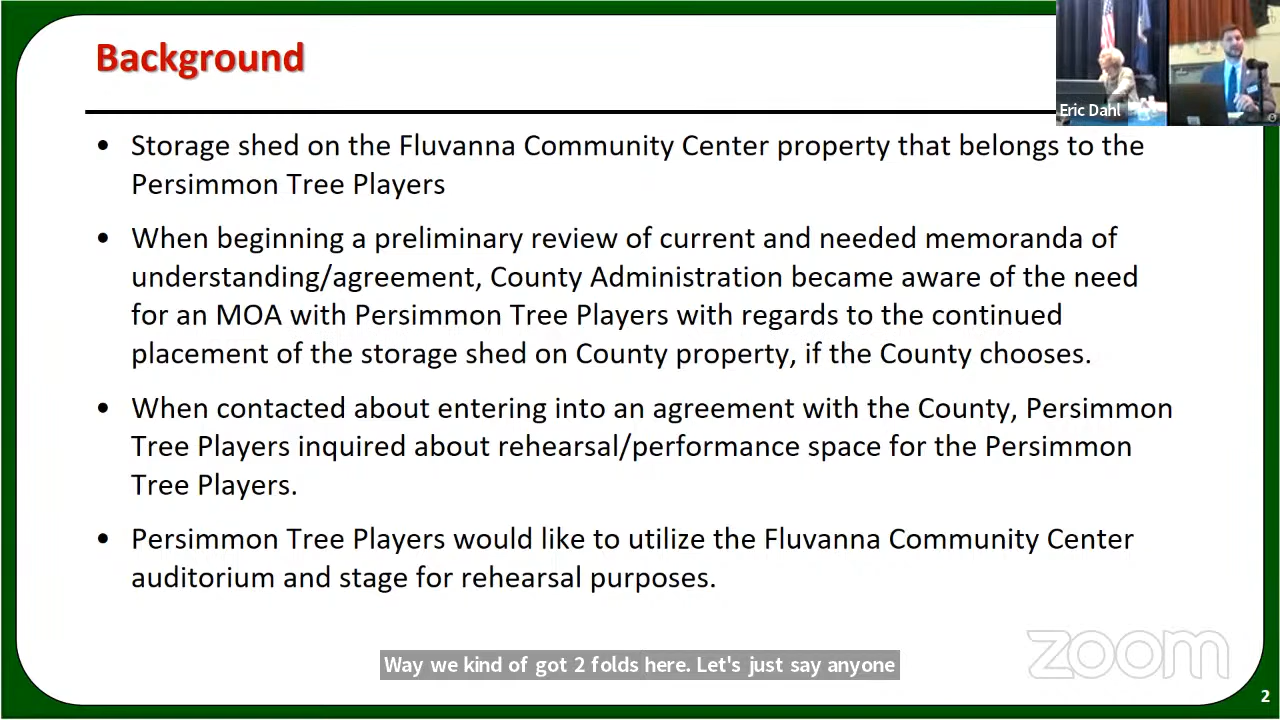 Background
Eric Dahl
• Storage shed on the Fluvanna Community Center property that belongs to the
Persimmon Tree Players
• When beginning a preliminary review of current and needed memoranda of
understanding/agreement, County Administration became aware of the need
for an MOA with Persimmon Tree Players with regards to the continued
placement of the storage shed on County property, if the County chooses.
• When contacted about entering into an agreement with the County, Persimmon
Tree Players inquired about rehearsal/performance space for the Persimmon
Tree Players.
• Persimmon Tree Players would like to utilize the Fluvanna Community Center
auditorium and stage for rehearsal purposes.
zoom
Way we kind of got 2 folds here. Let's just say anyone
2